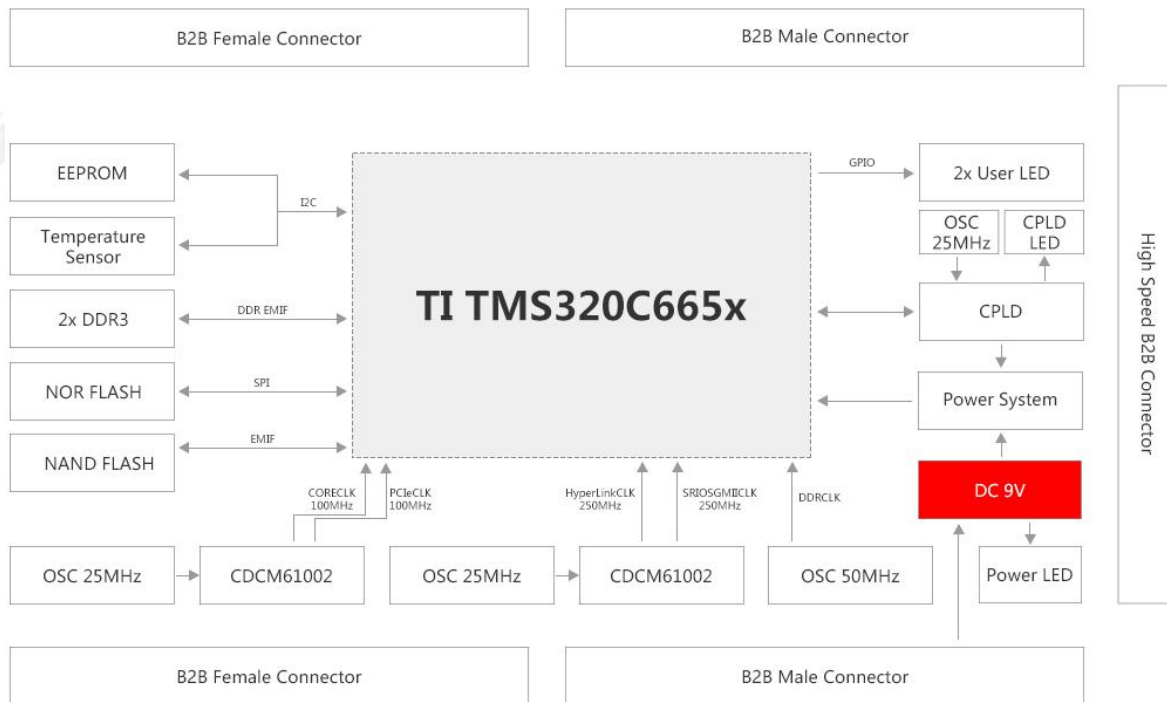 B2B Female Connector
B2B Male Connector
EEPROM
Temperature
Sensor
I2C
2x DDR3
DDR EMIF
NOR FLASH
SPI
NAND FLASH
EMIF
TI TMS320C665x
GPIO
2x User LED
OSC
25MHz
CPLD
LED
CPLD
Power System
DC 9V
Power LED
High Speed B2B Connector
CORECLK
100MHz
PCIeCLK
100MHz
HyperLinkCLK
250MHz
SRIOSGMIICLK
250MHz
DDRCLK
OSC 25MHz
CDCM61002
OSC 25MHz
CDCM61002
OSC 50MHz
B2B Female Connector
B2B Male Connector